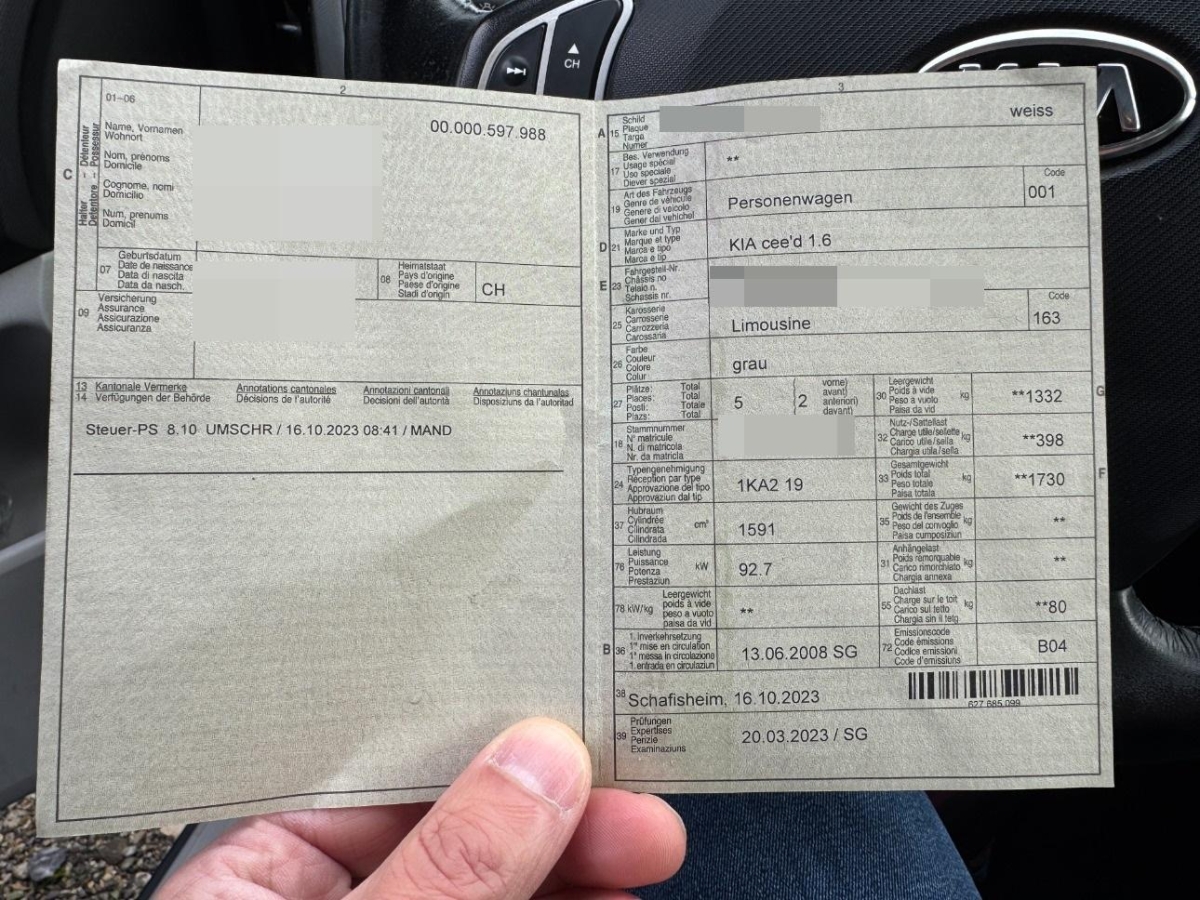 CH
2
01-06
00.000.597.988
C
Halter - Détenteur
Detentore - Possessur
Name, Vornamen
Wohnort
Nom, prénoms
Domicile
Cognome, nomi
Domicilio
Num, prenums
Domicil
07
Geburtsdatum
Date de naissance
Data di nascita
Data da nasch.
08
Heimatstaat
Pays d'origine
Paese d'origine
Stadi d'origin
CH
09
Versicherung
Assurance
Assicurazione
Assicuranza
13 Kantonale Vermerke Annotations cantonales Annotazioni cantonali Annotaziuns chantunales
14 Verfügungen der Behörde Décisions de l'autorité Decisioni dell'autorità Disposiziuns da l'autoritad
Steuer-PS 8.10 UMSCHR / 16.10.2023 08:41 / MAND
3
A 15
Schild
Plaque
Targa
Numer
weiss
17
Bes. Verwendung
Usage spécial
Uso speciale
Diever spezial
**
19
Art des Fahrzeugs
Genre de véhicule
Genere di veicolo
Gener dal vehichel
Personenwagen
Code
001
D 21
Marke und Typ
Marque et type
Marca e tipo
Marca e tip
KIA cee'd 1.6
E 23
Fahrgestell-Nr.
Châssis no
Telaio n.
Schassis nr.
25
Karosserie
Carrosserie
Carrozzeria
Carossaria
Limousine
Code
163
26
Farbe
Couleur
Colore
Colur
grau
27
Plätze: Total
Places: Total
Posti: Totale
Plazs: Total
5
2
vorne)
avant)
anteriori)
davant)
30
Leergewicht
Poids à vide
Peso a vuoto
Paisa da vid
kg
**1332
G
18
Stammnummer
N° matricule
N. di matricola
Nr. da matricla
32
Nutz-/Sattellast
Charge utile/sellette
Carico utile/sella
Chargia utila/sella
kg
**398
24
Typengenehmigung
Réception par type
Approvazione del tipo
Approvaziun dal tip
1KA2 19
33
Gesamtgewicht
Poids total
Peso totale
Paisa totala
kg
**1730
F
37
Hubraum
Cylindrée
Cilindrata
Cilindrada
cm³
1591
35
Gewicht des Zuges
Poids de l'ensemble
Peso del convoglio
Paisa cumposiziun
kg
**
76
Leistung
Puissance
Potenza
Prestaziun
kW
92.7
31
Anhängelast
Poids remorquable
Carico rimorchiato
Chargia annexa
kg
**
78 kW/kg
Leergewicht
poids à vide
peso a vuoto
paisa da vid
**
55
Dachlast
Charge sur le toit
Carico sul tetto
Chargia sin il tetg
kg
**80
B 36
1. Inverkehrsetzung
1re mise en circulation
1a messa in circolazione
1. entrada en circulaziun
13.06.2008 SG
72
Emissionscode
Code émissions
Codice emissioni
Code d'emissiuns
B04
38
Schafisheim, 16.10.2023
627 685 099
39
Prüfungen
Expertises
Perizie
Examinaziuns
20.03.2023 / SG